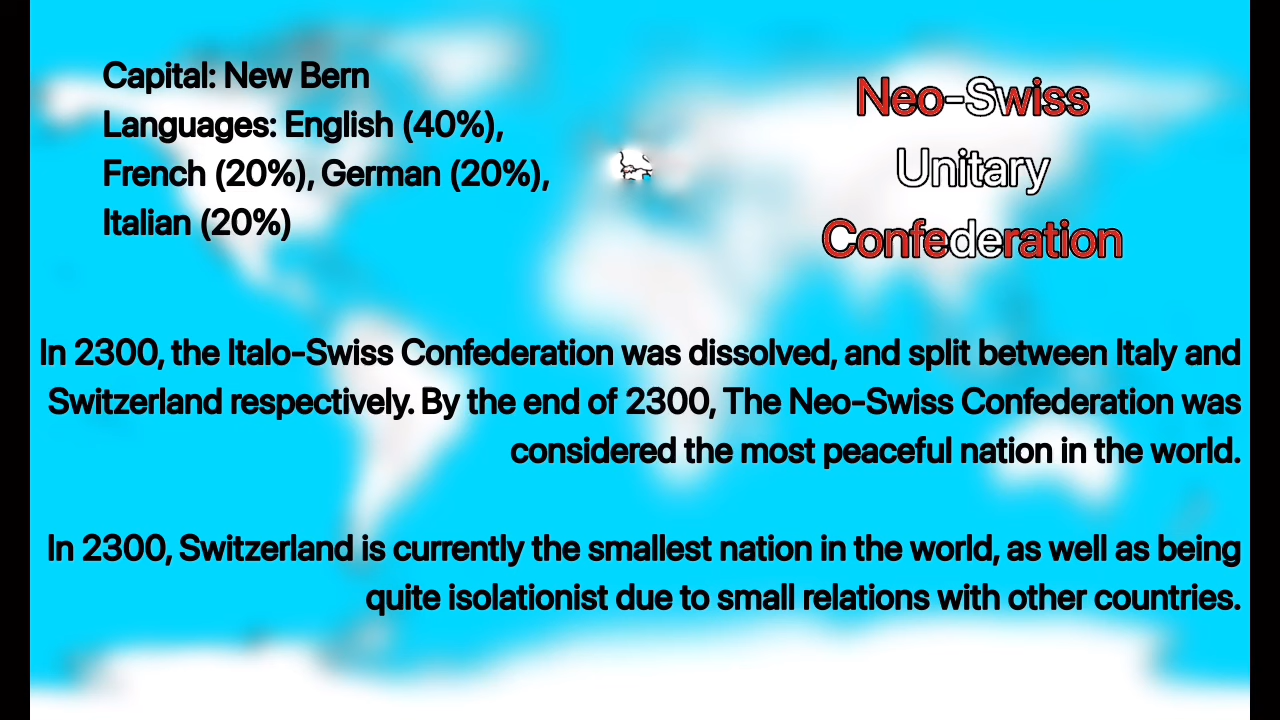 Capital: New Bern
Languages: English (40%),
French (20%), German (20%),
Italian (20%)
Neo-Swiss
Unitary
Confederation
In 2300, the Italo-Swiss Confederation was dissolved, and split between Italy and
Switzerland respectively. By the end of 2300, The Neo-Swiss Confederation was
considered the most peaceful nation in the world.
In 2300, Switzerland is currently the smallest nation in the world, as well as being
quite isolationist due to small relations with other countries.